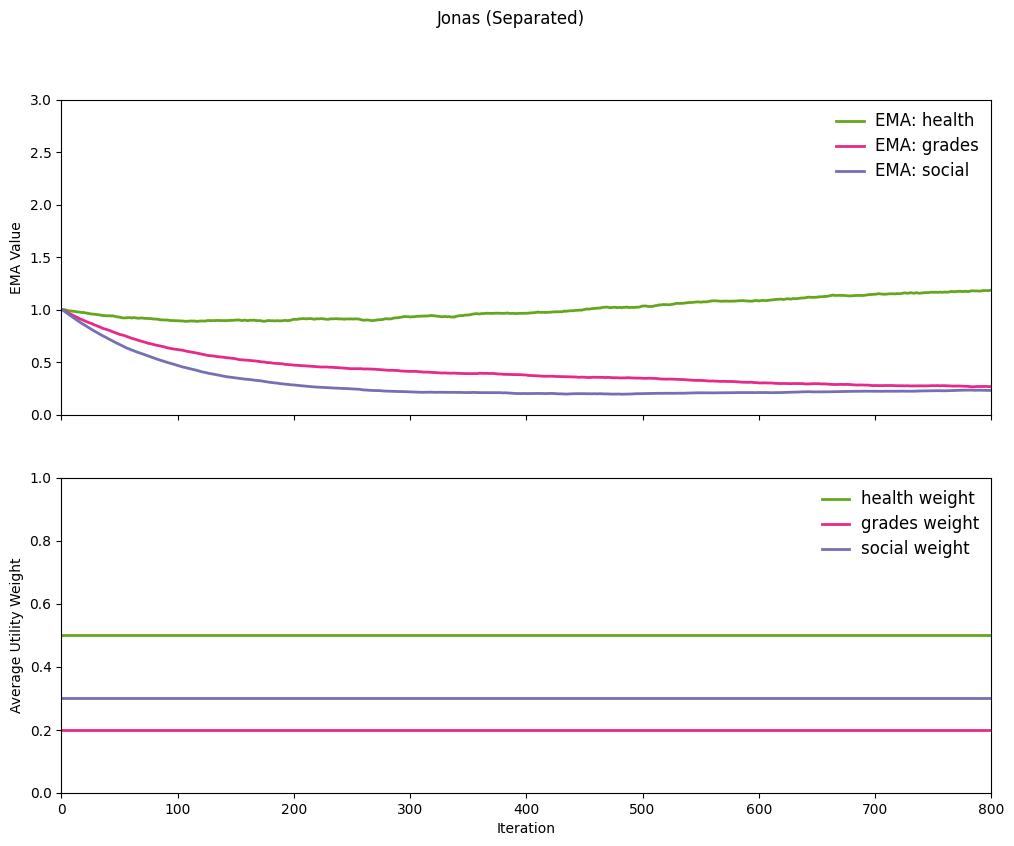 Jonas (Separated)
3.0
2.5
2.0
1.5
1.0
0.5
0.0
EMA Value
EMA: health
EMA: grades
EMA: social
1.0
0.8
0.6
0.4
0.2
0.0
Average Utility Weight
health weight
grades weight
social weight
0 100 200 300 400 500 600 700 800
Iteration